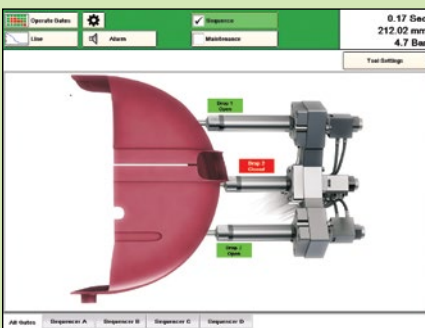 Operate Gates
Sequence
0.17 Sec
212.02 mm
4.7 Bar
Line
Alarm
Maintenance
Tool Settings
Drop 1
Open
Drop 3
Closed
Drop 2
Open
All Gates
Sequencer A
Sequencer B
Sequencer C
Sequencer D